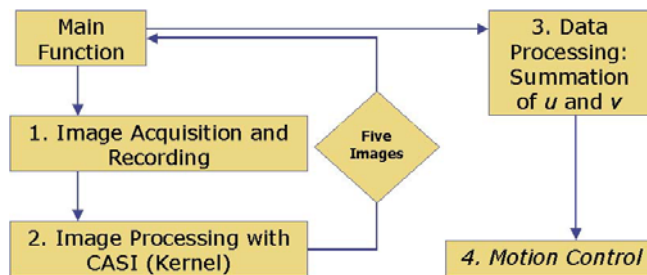 Main
Function
1. Image Acquisition and
Recording
2. Image Processing with
CASI (Kernel)
Five
Images
3. Data
Processing:
Summation
of u and v
4. Motion Control